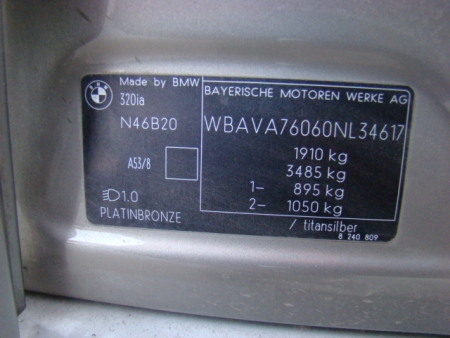 BMW
Made by BMW
320ia
N46B20
A53/8
1.0
PLATINBRONZE
BAYERISCHE MOTOREN WERKE AG
WBAVA76060NL34617
1910 kg
3485 kg
1- 895 kg
2- 1050 kg
/ titansilber
8 240 809